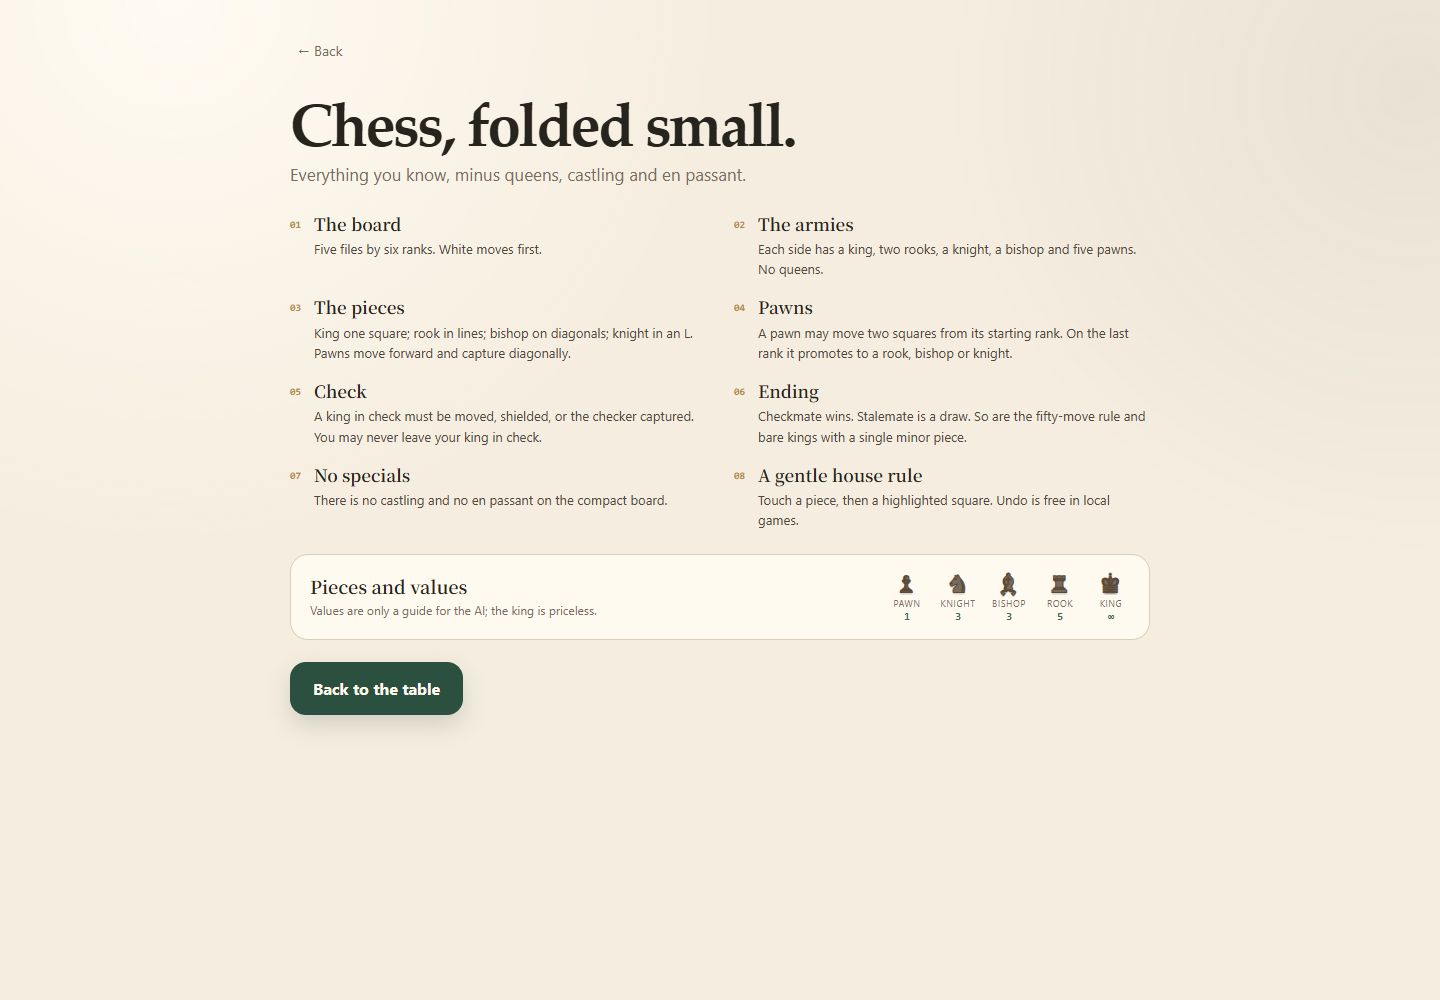 ← Back
Chess, folded small.
Everything you know, minus queens, castling and en passant.
01 The board
Five files by six ranks. White moves first.
02 The armies
Each side has a king, two rooks, a knight, a bishop and five pawns.
No queens.
03 The pieces
King one square; rook in lines; bishop on diagonals; knight in an L.
Pawns move forward and capture diagonally.
04 Pawns
A pawn may move two squares from its starting rank. On the last
rank it promotes to a rook, bishop or knight.
05 Check
A king in check must be moved, shielded, or the checker captured.
You may never leave your king in check.
06 Ending
Checkmate wins. Stalemate is a draw. So are the fifty-move rule and
bare kings with a single minor piece.
07 No specials
There is no castling and no en passant on the compact board.
08 A gentle house rule
Touch a piece, then a highlighted square. Undo is free in local
games.
Pieces and values
Values are only a guide for the AI; the king is priceless.
PAWN KNIGHT BISHOP ROOK KING
1 3 3 5 ∞
Back to the table